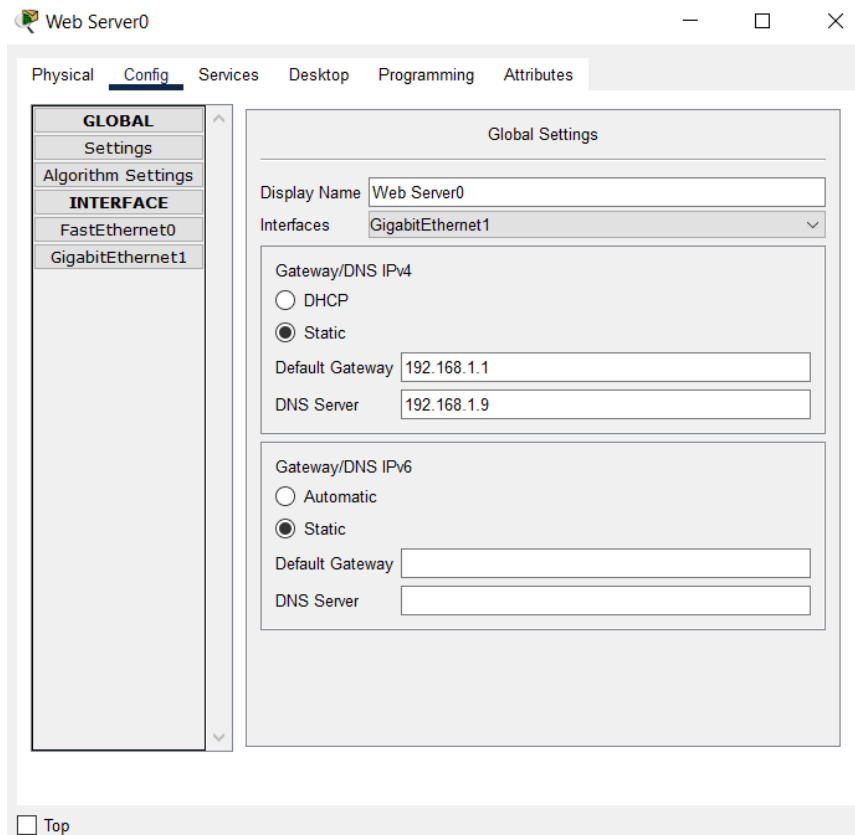 Web Server0
Physical Config Services Desktop Programming Attributes
GLOBAL
Settings
Algorithm Settings
INTERFACE
FastEthernet0
GigabitEthernet1
Global Settings
Display Name Web Server0
Interfaces GigabitEthernet1
Gateway/DNS IPv4
DHCP
Static
Default Gateway 192.168.1.1
DNS Server 192.168.1.9
Gateway/DNS IPv6
Automatic
Static
Default Gateway
DNS Server
Top